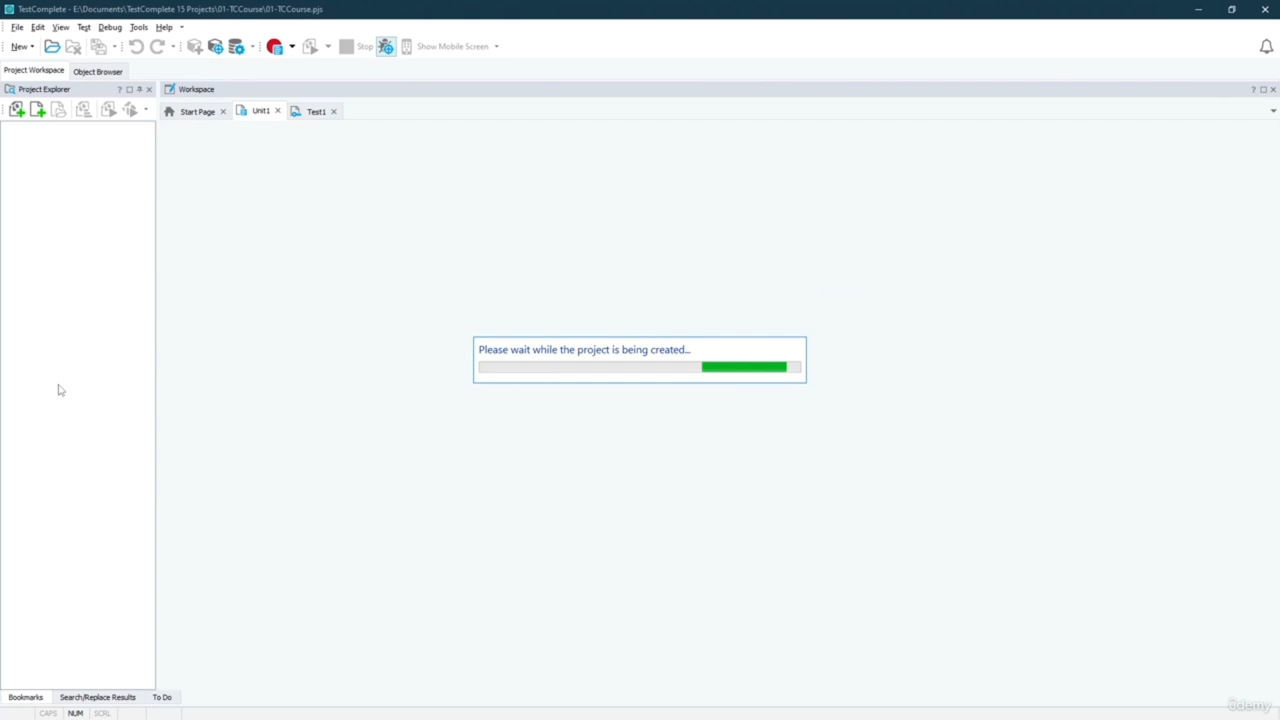 TestComplete - E:\Documents\TestComplete 15 Projects\01-TCCourse\01-TCCourse.pjs
File Edit View Test Debug Tools Help
New Stop Show Mobile Screen
Project Workspace Object Browser
Project Explorer ? Workspace ?
Start Page Unit1 Test1
Please wait while the project is being created...
Bookmarks Search/Replace Results To Do
CAPS NUM SCRL
ûdemy